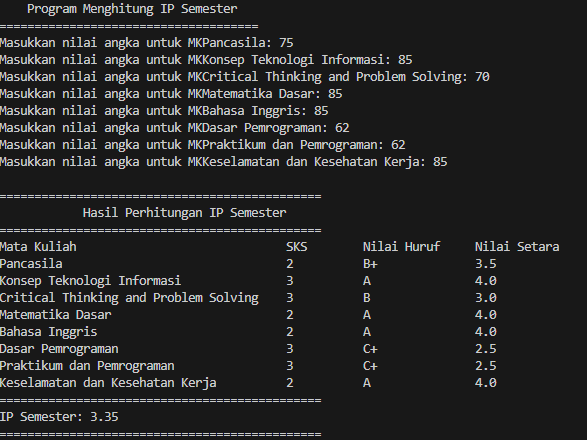 Program Menghitung IP Semester
=====================================
Masukkan nilai angka untuk MKPancasila: 75
Masukkan nilai angka untuk MKKonsep Teknologi Informasi: 85
Masukkan nilai angka untuk MKCritical Thinking and Problem Solving: 70
Masukkan nilai angka untuk MKMatematika Dasar: 85
Masukkan nilai angka untuk MKBahasa Inggris: 85
Masukkan nilai angka untuk MKDasar Pemrograman: 62
Masukkan nilai angka untuk MKPraktikum dan Pemrograman: 62
Masukkan nilai angka untuk MKKeselamatan dan Kesehatan Kerja: 85
==============================================
Hasil Perhitungan IP Semester
==============================================
Mata Kuliah SKS Nilai Huruf Nilai Setara
Pancasila 2 B+ 3.5
Konsep Teknologi Informasi 3 A 4.0
Critical Thinking and Problem Solving 3 B 3.0
Matematika Dasar 2 A 4.0
Bahasa Inggris 2 A 4.0
Dasar Pemrograman 3 C+ 2.5
Praktikum dan Pemrograman 3 C+ 2.5
Keselamatan dan Kesehatan Kerja 2 A 4.0
==============================================
IP Semester: 3.35
==============================================